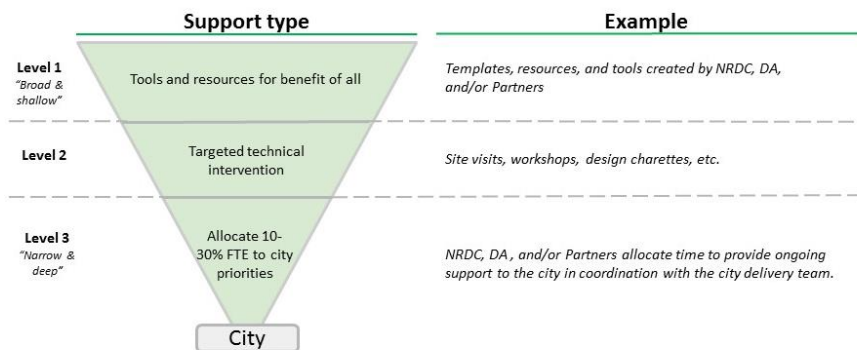 Support type
Example
Level 1
"Broad &
shallow"
Tools and resources for benefit of all
Templates, resources, and tools created by NRDC, DA,
and/or Partners
Level 2
Targeted technical
intervention
Site visits, workshops, design charettes, etc.
Level 3
"Narrow &
deep"
Allocate 10-
30% FTE to city
priorities
NRDC, DA , and/or Partners allocate time to provide ongoing
support to the city in coordination with the city delivery team.
City